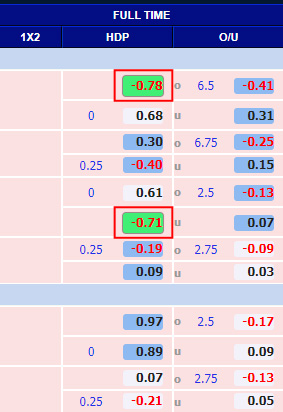 FULL TIME
1X2 HDP O/U
-0.78 o 6.5 -0.41
0 0.68 u 0.31
0.30 o 6.75 -0.25
0.25 -0.40 u 0.15
0 0.61 o 2.5 -0.13
-0.71 u 0.07
0.25 -0.19 o 2.75 -0.09
0.09 u 0.03
0.97 o 2.5 -0.17
0 0.89 u 0.09
0.07 o 2.75 -0.13
0.25 -0.21 u 0.05